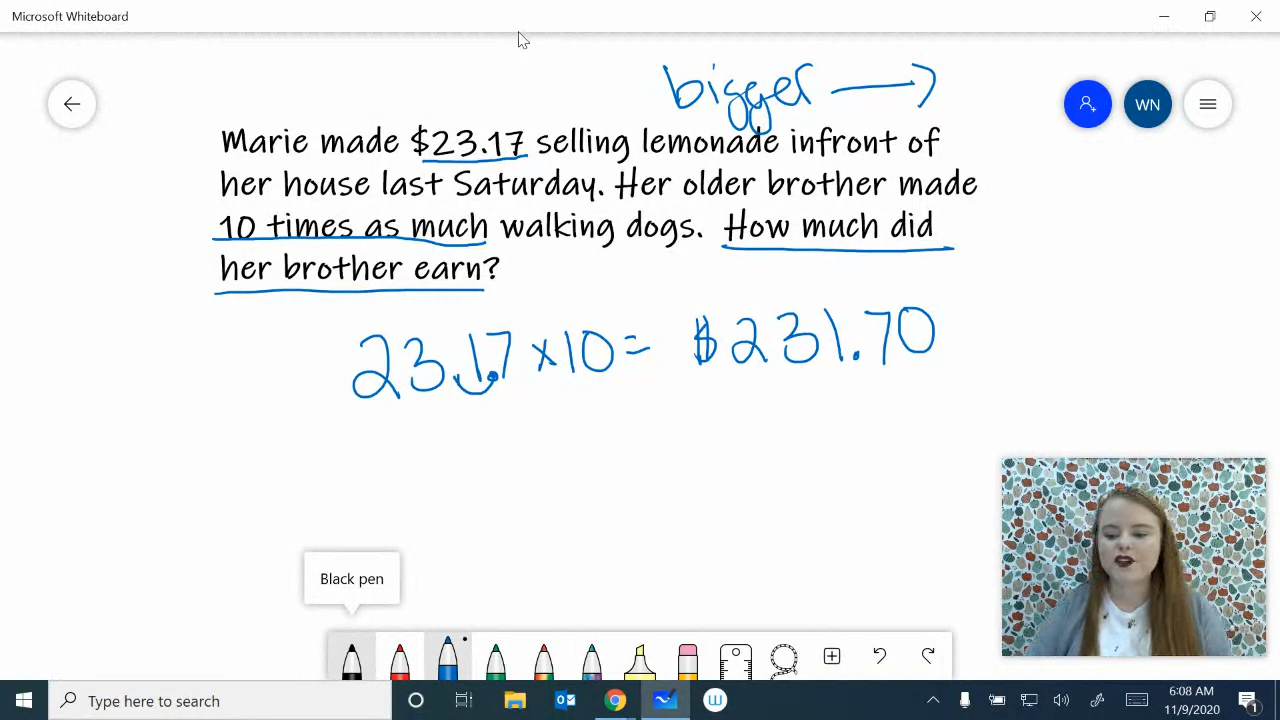 Microsoft Whiteboard
bigger →
WN
Marie made $23.17 selling lemonade infront of
her house last Saturday. Her older brother made
10 times as much walking dogs. How much did
her brother earn?
23.17 × 10 = $231.70
Black pen
Type here to search
6:08 AM
11/9/2020
1